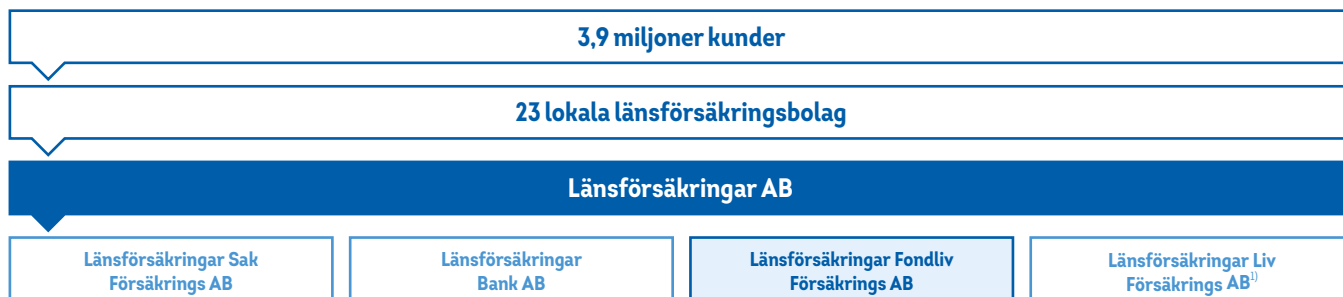 3,9 miljoner kunder
23 lokala länsförsäkringsbolag
Länsförsäkringar AB
Länsförsäkringar Sak
Försäkrings AB
Länsförsäkringar
Bank AB
Länsförsäkringar Fondliv
Försäkrings AB
Länsförsäkringar Liv
Försäkrings AB1)